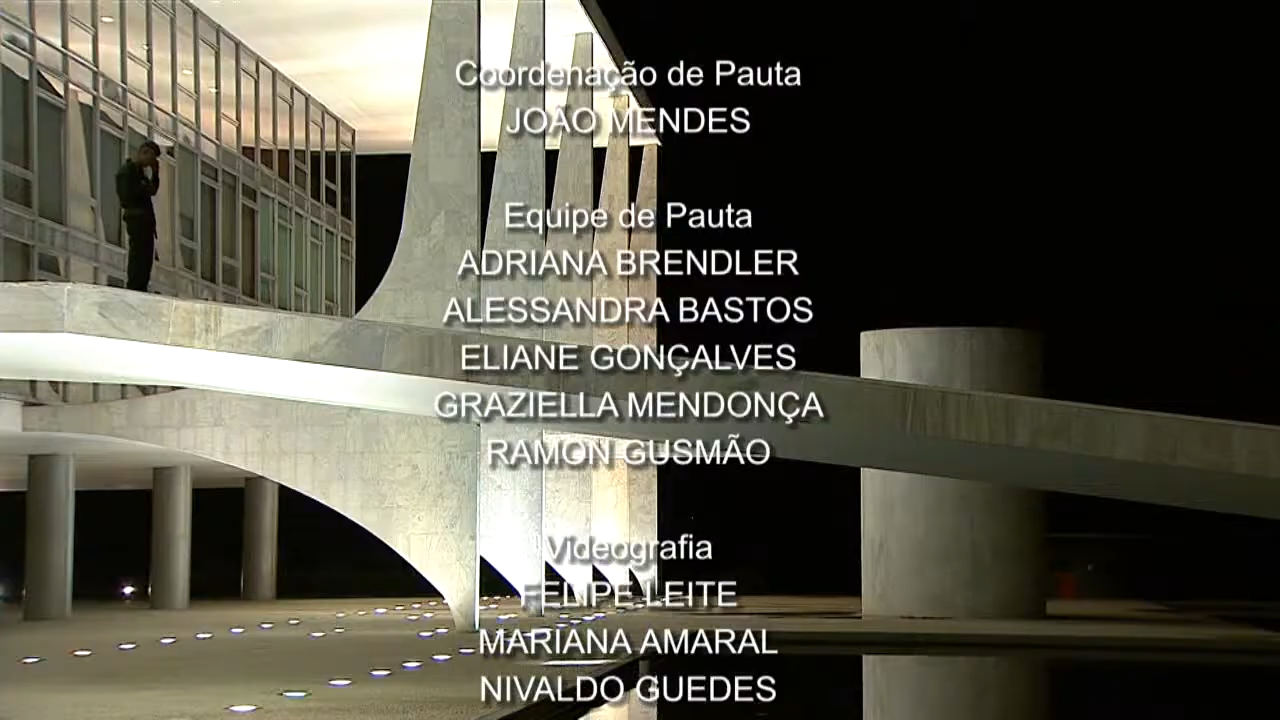 Coordenação de Pauta
JOÃO MENDES
Equipe de Pauta
ADRIANA BRENDLER
ALESSANDRA BASTOS
ELIANE GONÇALVES
GRAZIELLA MENDONÇA
RAMON GUSMÃO
Videografia
FELIPE LEITE
MARIANA AMARAL
NIVALDO GUEDES